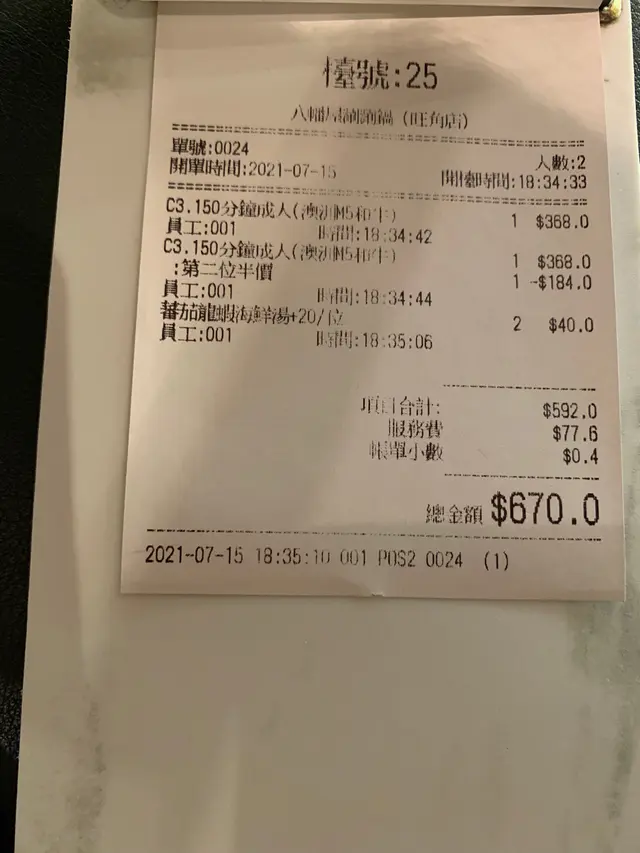 檯號:25
八幡屋涮涮鍋 (旺角店)
單號:0024 人數:2
開單時間:2021-07-15 開檯時間:18:34:33
C3.150分鐘成人(澳洲M5和牛) 1 $368.0
員工:001 時間:18:34:42
C3.150分鐘成人(澳洲M5和牛) 1 $368.0
:第二位半價 1 -$184.0
員工:001 時間:18:34:44
蕃茄龍蝦海鮮湯+20/位 2 $40.0
員工:001 時間:18:35:06
項目合計: $592.0
服務費 $77.6
帳單小數 $0.4
總金額 $670.0
2021-07-15 18:35:10 001 POS2 0024 (1)